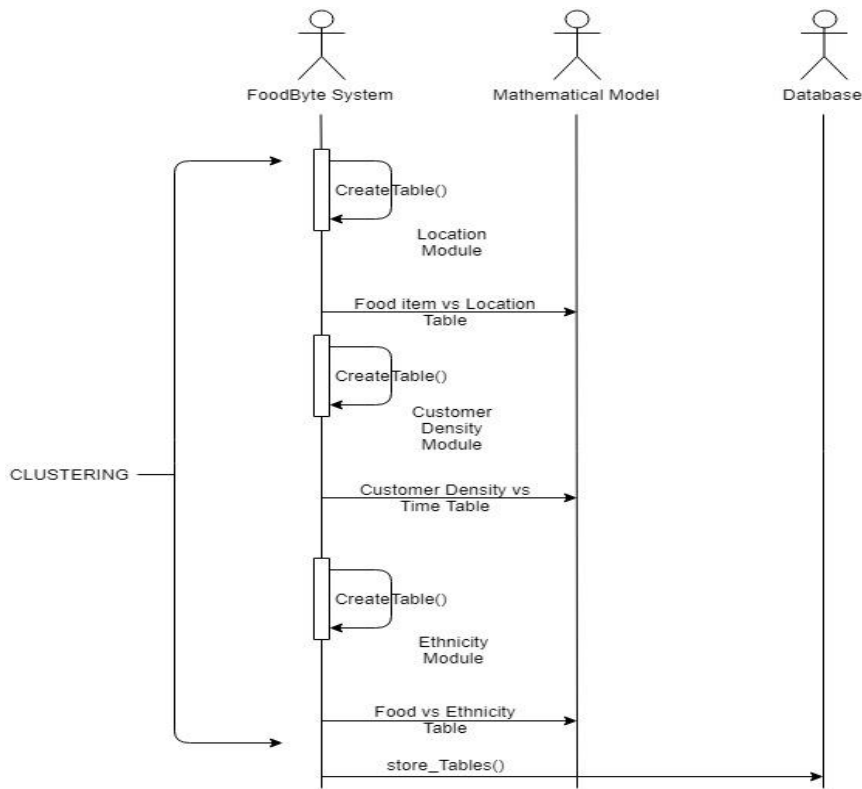 FoodByte System
Mathematical Model
Database
CreateTable()
Location
Module
Food item vs Location
Table
CreateTable()
Customer
Density
Module
CLUSTERING
Customer Density vs
Time Table
CreateTable()
Ethnicity
Module
Food vs Ethnicity
Table
store_Tables()